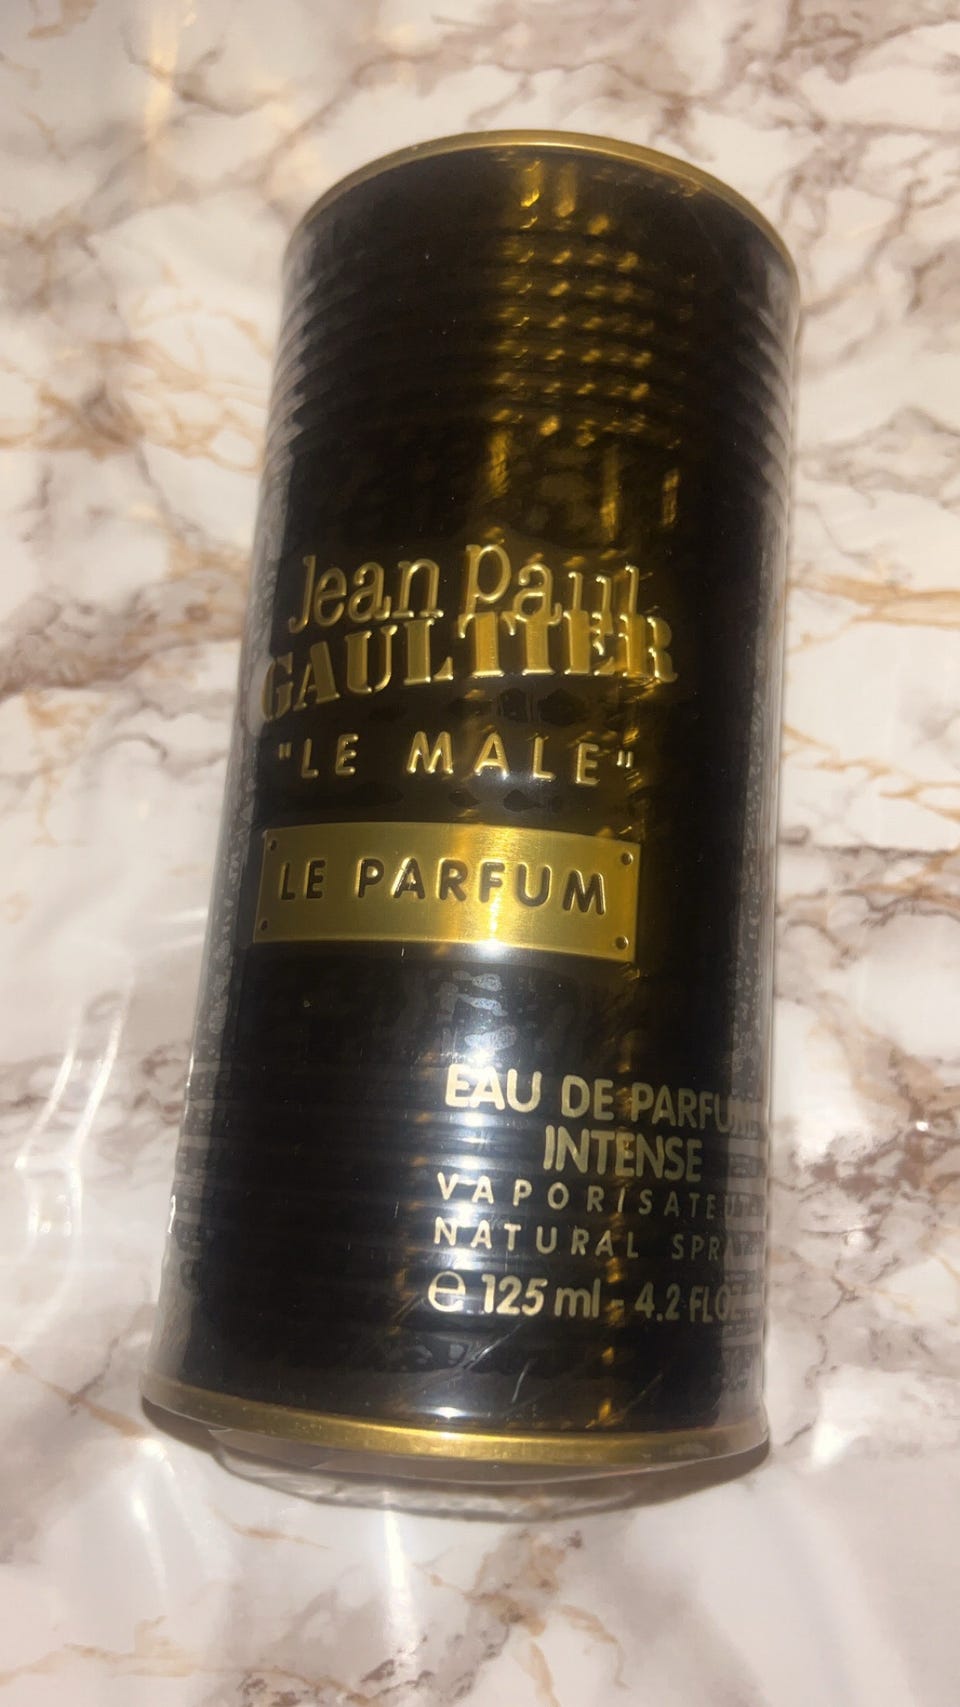 Jean Paul
GAULTIER
"LE MALE"
LE PARFUM
EAU DE PARFUM
INTENSE
VAPORISATEUR
NATURAL SPRAY
℮ 125 ml - 4.2 FL OZ